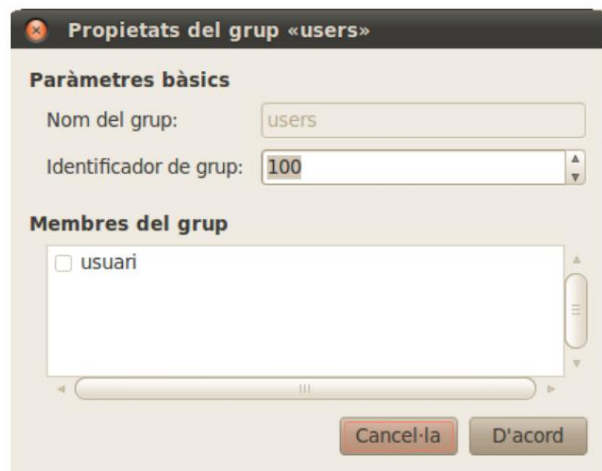 Propietats del grup «users»
Paràmetres bàsics
Nom del grup: users
Identificador de grup: 100
Membres del grup
usuari
Cancel·la D'acord